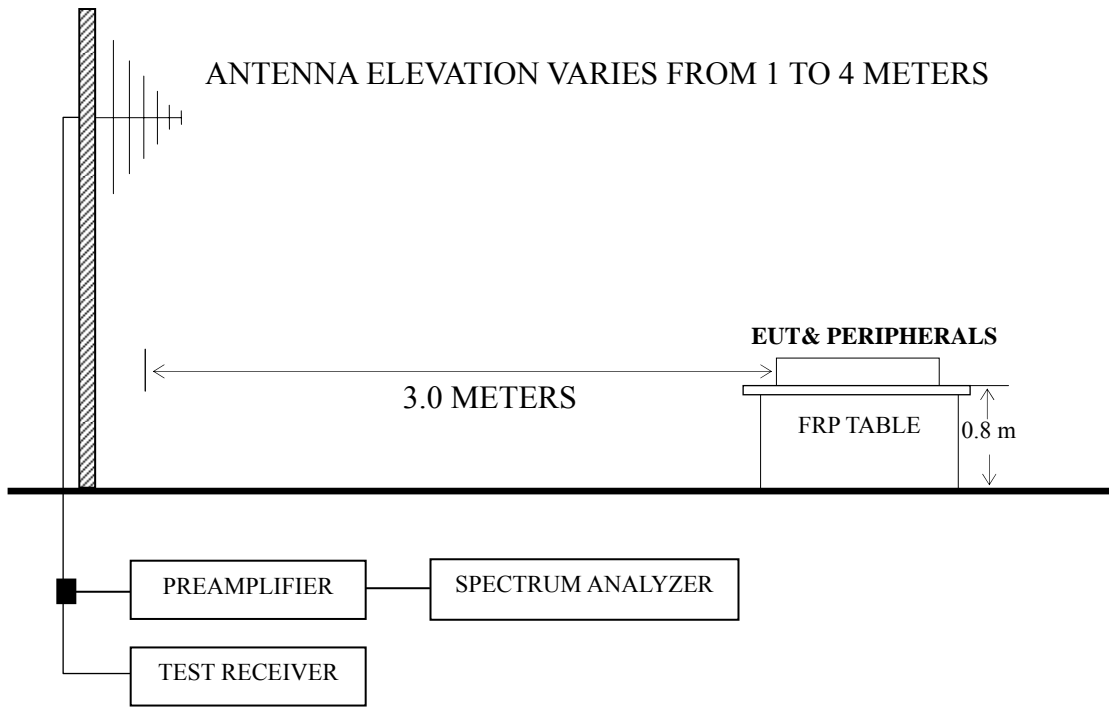 ANTENNA ELEVATION VARIES FROM 1 TO 4 METERS
EUT& PERIPHERALS
3.0 METERS
FRP TABLE
0.8 m
PREAMPLIFIER
SPECTRUM ANALYZER
TEST RECEIVER